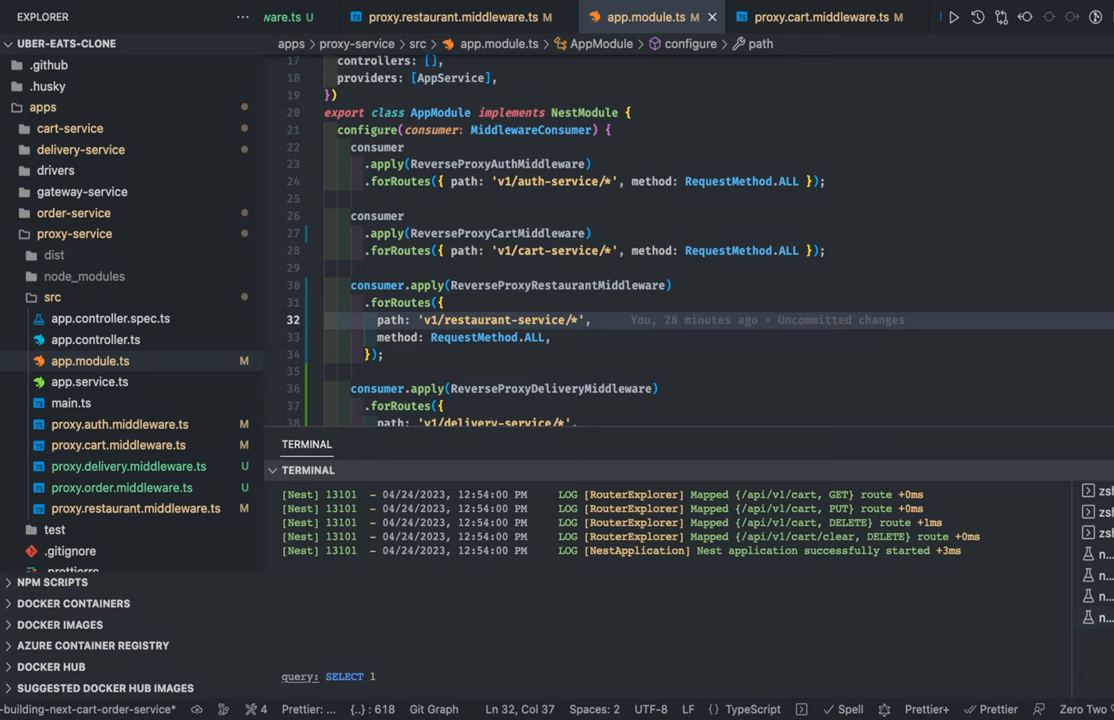 EXPLORER
ware.ts U
proxy.restaurant.middleware.ts M
app.module.ts M
proxy.cart.middleware.ts M
UBER-EATS-CLONE
apps > proxy-service > src > app.module.ts > AppModule > configure > path
.github
.husky
apps
cart-service
delivery-service
drivers
gateway-service
order-service
proxy-service
dist
node_modules
src
app.controller.spec.ts
app.controller.ts
app.module.ts M
app.service.ts
main.ts
proxy.auth.middleware.ts M
proxy.cart.middleware.ts M
proxy.delivery.middleware.ts U
proxy.order.middleware.ts U
proxy.restaurant.middleware.ts M
test
.gitignore
.prettierrc
NPM SCRIPTS
DOCKER CONTAINERS
DOCKER IMAGES
AZURE CONTAINER REGISTRY
DOCKER HUB
SUGGESTED DOCKER HUB IMAGES
17 controllers: [],
18 providers: [AppService],
19 })
20 export class AppModule implements NestModule {
21 configure(consumer: MiddlewareConsumer) {
22 consumer
23 .apply(ReverseProxyAuthMiddleware)
24 .forRoutes({ path: 'v1/auth-service/*', method: RequestMethod.ALL });
25
26 consumer
27 .apply(ReverseProxyCartMiddleware)
28 .forRoutes({ path: 'v1/cart-service/*', method: RequestMethod.ALL });
29
30 consumer.apply(ReverseProxyRestaurantMiddleware)
31 .forRoutes({
32 path: 'v1/restaurant-service/*', You, 28 minutes ago • Uncommitted changes
33 method: RequestMethod.ALL,
34 });
35
36 consumer.apply(ReverseProxyDeliveryMiddleware)
37 .forRoutes({
38 path: 'v1/delivery-service/*',
TERMINAL
TERMINAL
[Nest] 13101 - 04/24/2023, 12:54:00 PM LOG [RouterExplorer] Mapped {/api/v1/cart, GET} route +0ms
[Nest] 13101 - 04/24/2023, 12:54:00 PM LOG [RouterExplorer] Mapped {/api/v1/cart, PUT} route +0ms
[Nest] 13101 - 04/24/2023, 12:54:00 PM LOG [RouterExplorer] Mapped {/api/v1/cart, DELETE} route +1ms
[Nest] 13101 - 04/24/2023, 12:54:00 PM LOG [RouterExplorer] Mapped {/api/v1/cart/clear, DELETE} route +0ms
[Nest] 13101 - 04/24/2023, 12:54:00 PM LOG [NestApplication] Nest application successfully started +3ms
query: SELECT 1
zsh
zsh
zsh
n...
n...
n...
n...
-building-next-cart-order-service* 4 Prettier: ... {..} : 618 Git Graph Ln 32, Col 37 Spaces: 2 UTF-8 LF {} TypeScript Spell Prettier+ Prettier Zero Two